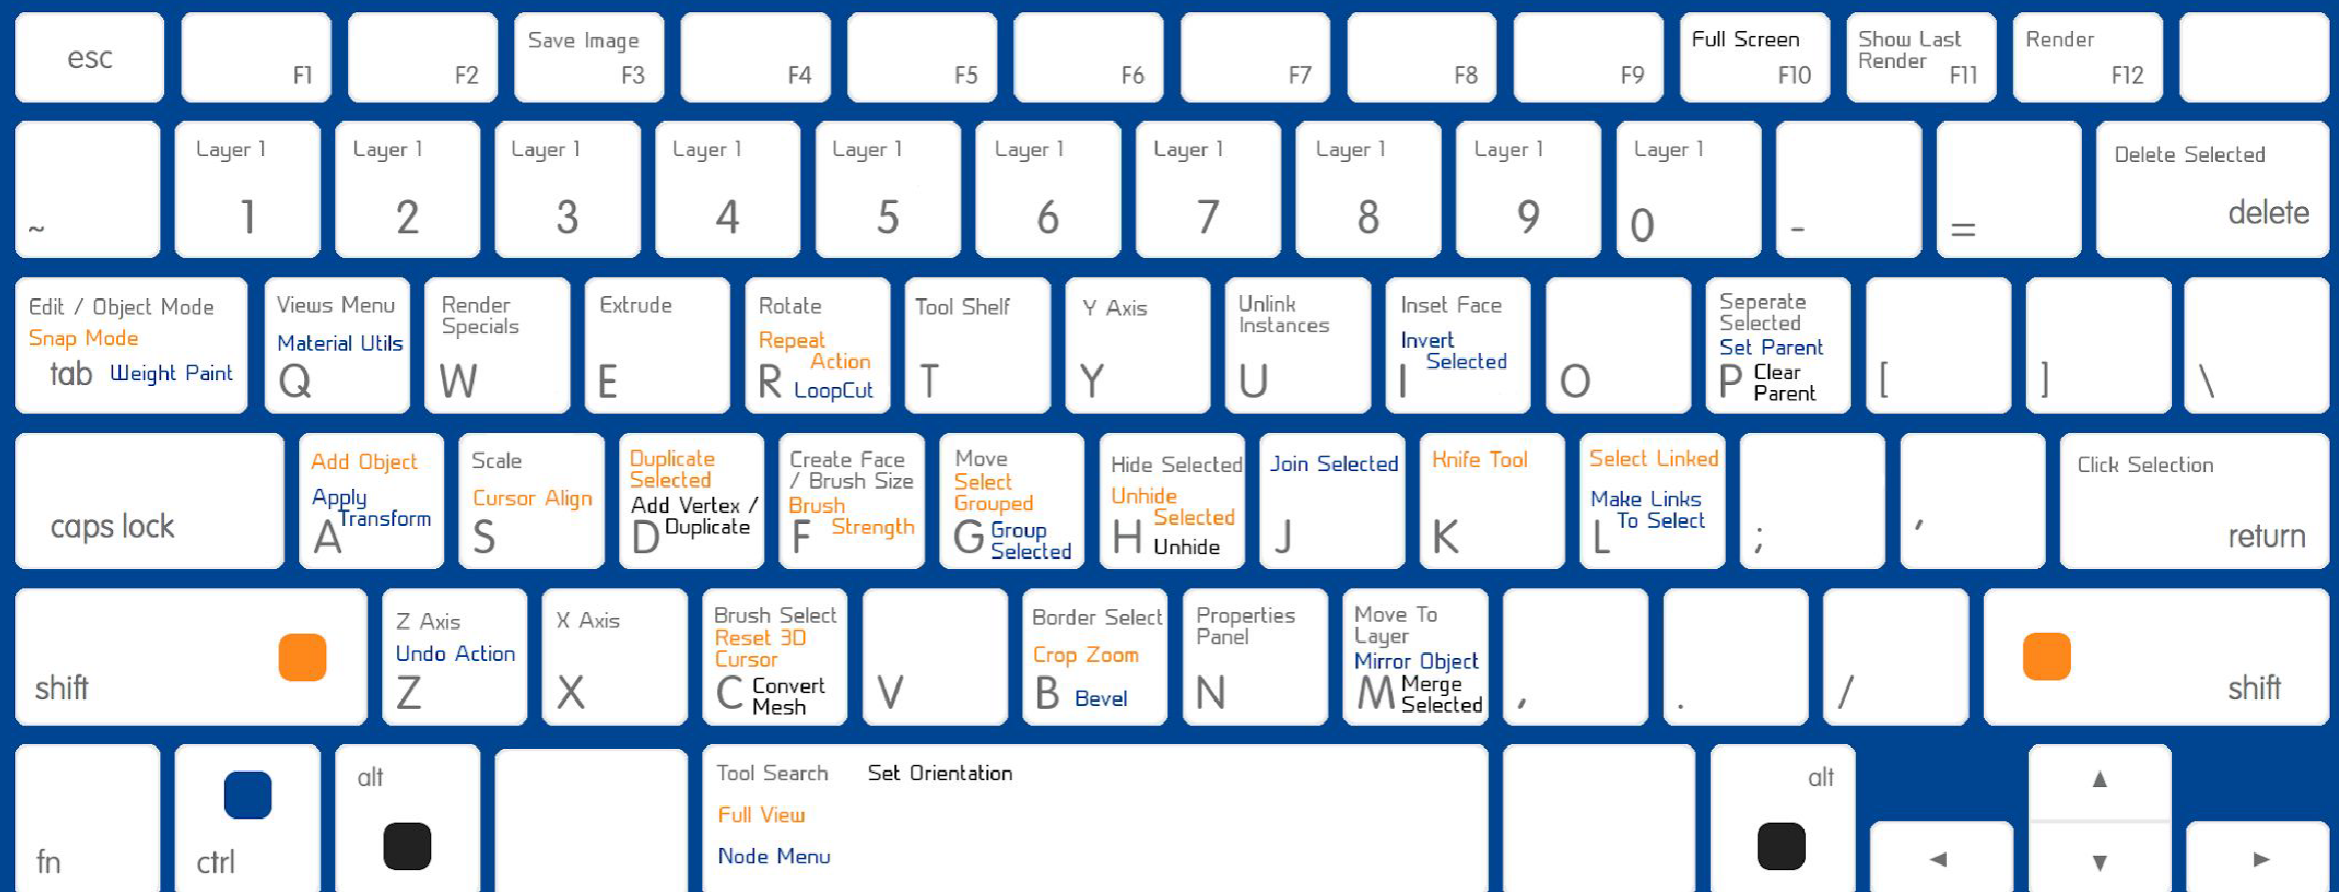 esc
F1
F2
Save Image
F3
F4
F5
F6
F7
F8
F9
Full Screen
F10
Show Last
Render
F11
Render
F12
~
Layer 1
1
Layer 1
2
Layer 1
3
Layer 1
4
Layer 1
5
Layer 1
6
Layer 1
7
Layer 1
8
Layer 1
9
Layer 1
0
-
=
Delete Selected
delete
Edit / Object Mode
Snap Mode
tab Weight Paint
Views Menu
Material Utils
Q
Render
Specials
W
Extrude
E
Rotate
Repeat
Action
R LoopCut
Tool Shelf
T
Y Axis
Y
Unlink
Instances
U
Inset Face
Invert
Selected
I
O
Seperate
Selected
Set Parent
P Clear
Parent
[
]
\
caps lock
Add Object
Apply
Transform
A
Scale
Cursor Align
S
Duplicate
Selected
Add Vertex /
D Duplicate
Create Face
/ Brush Size
Brush
F Strength
Move
Select
Grouped
G Group
Selected
Hide Selected
Unhide
Selected
H Unhide
Join Selected
J
Knife Tool
K
Select Linked
Make Links
To Select
L
;
,
Click Selection
return
shift
Z Axis
Undo Action
Z
X Axis
X
Brush Select
Reset 3D
Cursor
C Convert
Mesh
V
Border Select
Crop Zoom
B Bevel
Properties
Panel
N
Move To
Layer
Mirror Object
M Merge
Selected
,
.
/
shift
fn
ctrl
alt
Tool Search Set Orientation
Full View
Node Menu
alt
▲
◄
▼
►